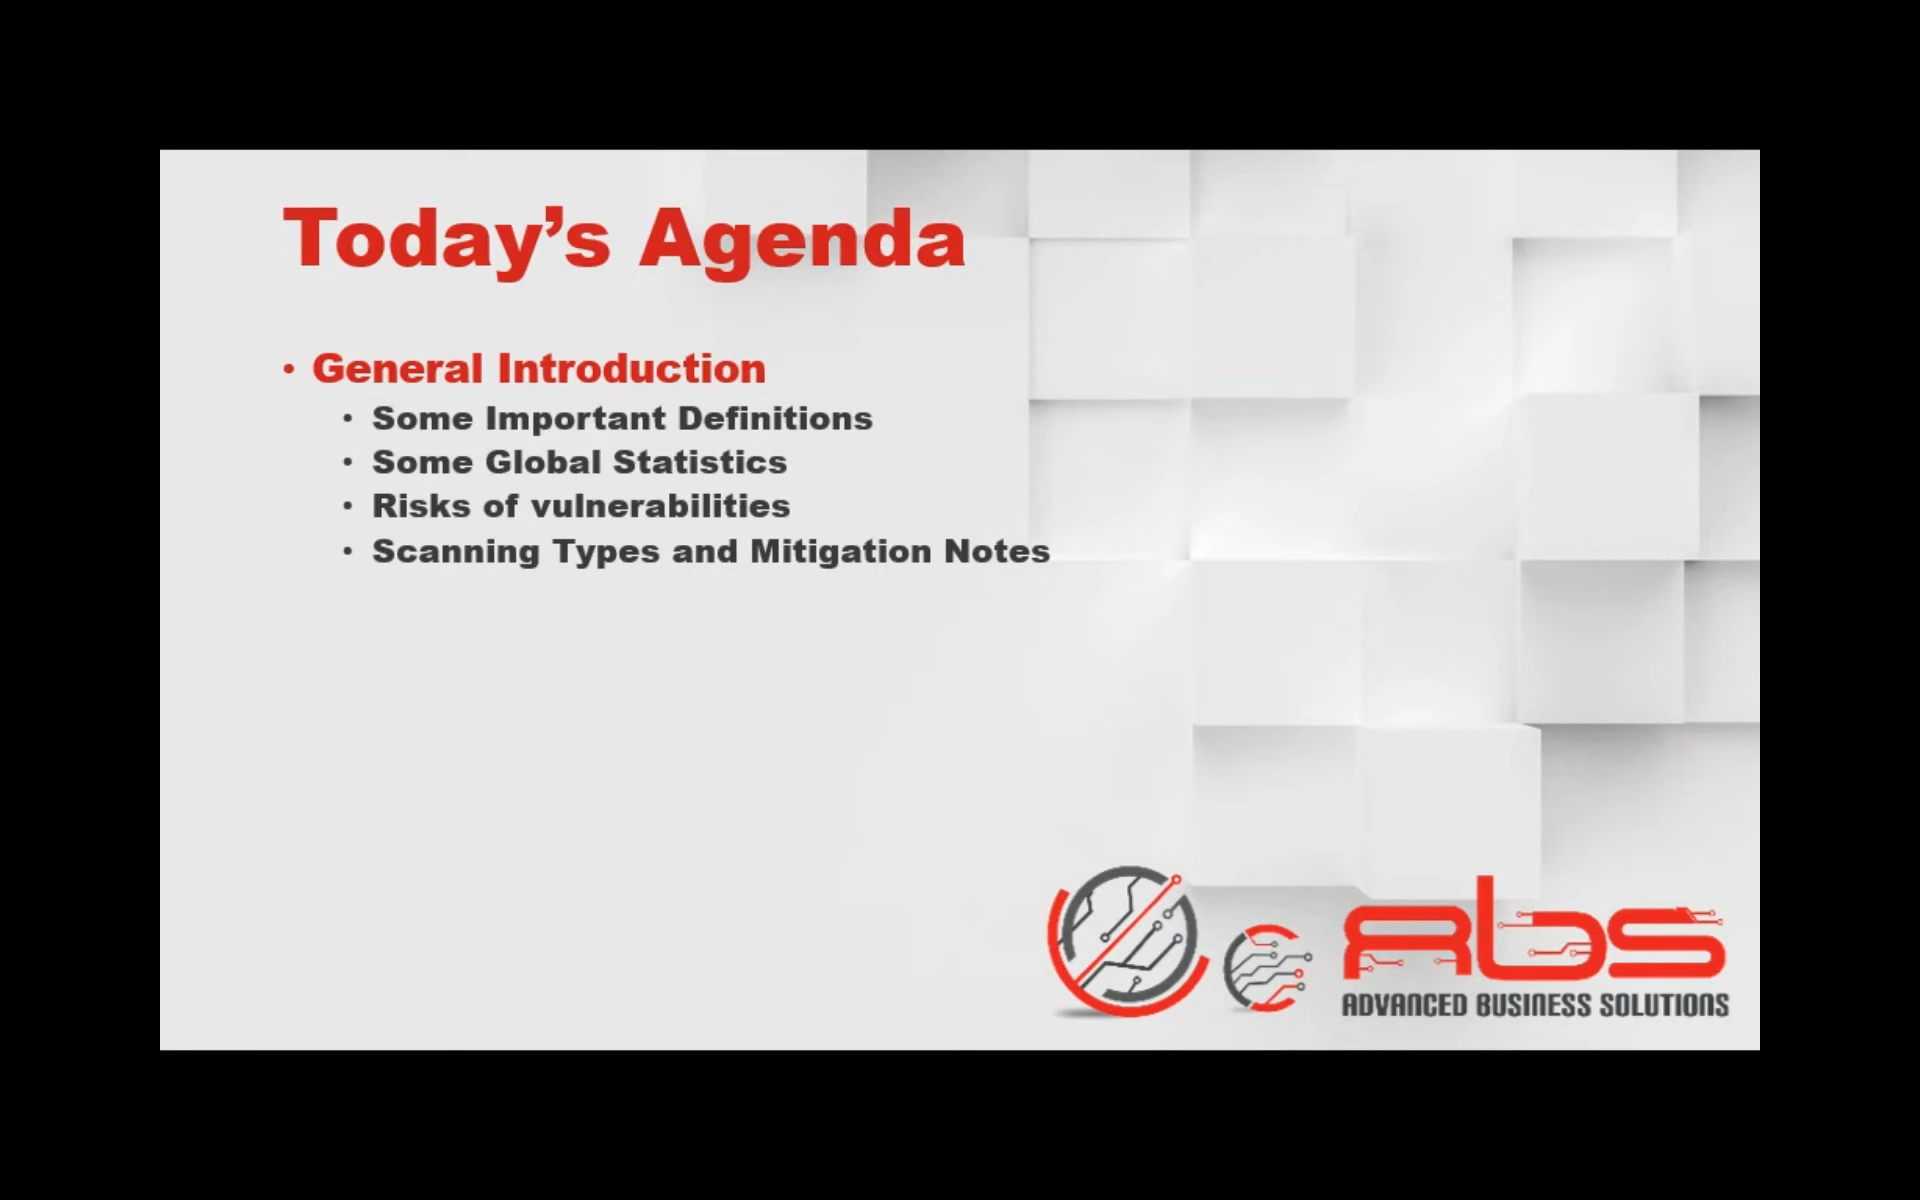 Today’s Agenda
• General Introduction
• Some Important Definitions
• Some Global Statistics
• Risks of vulnerabilities
• Scanning Types and Mitigation Notes
Abs
ADVANCED BUSINESS SOLUTIONS